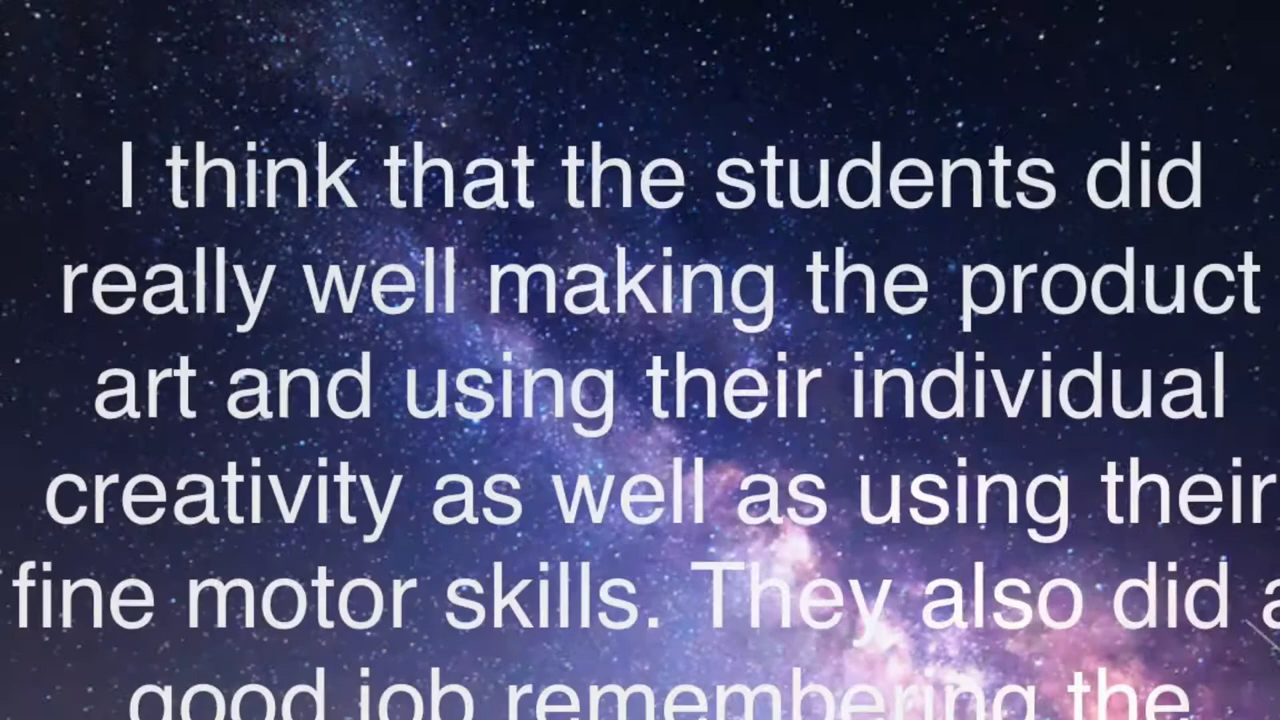 I think that the students did
really well making the product
art and using their individual
creativity as well as using their
fine motor skills. They also did a
good job remembering the